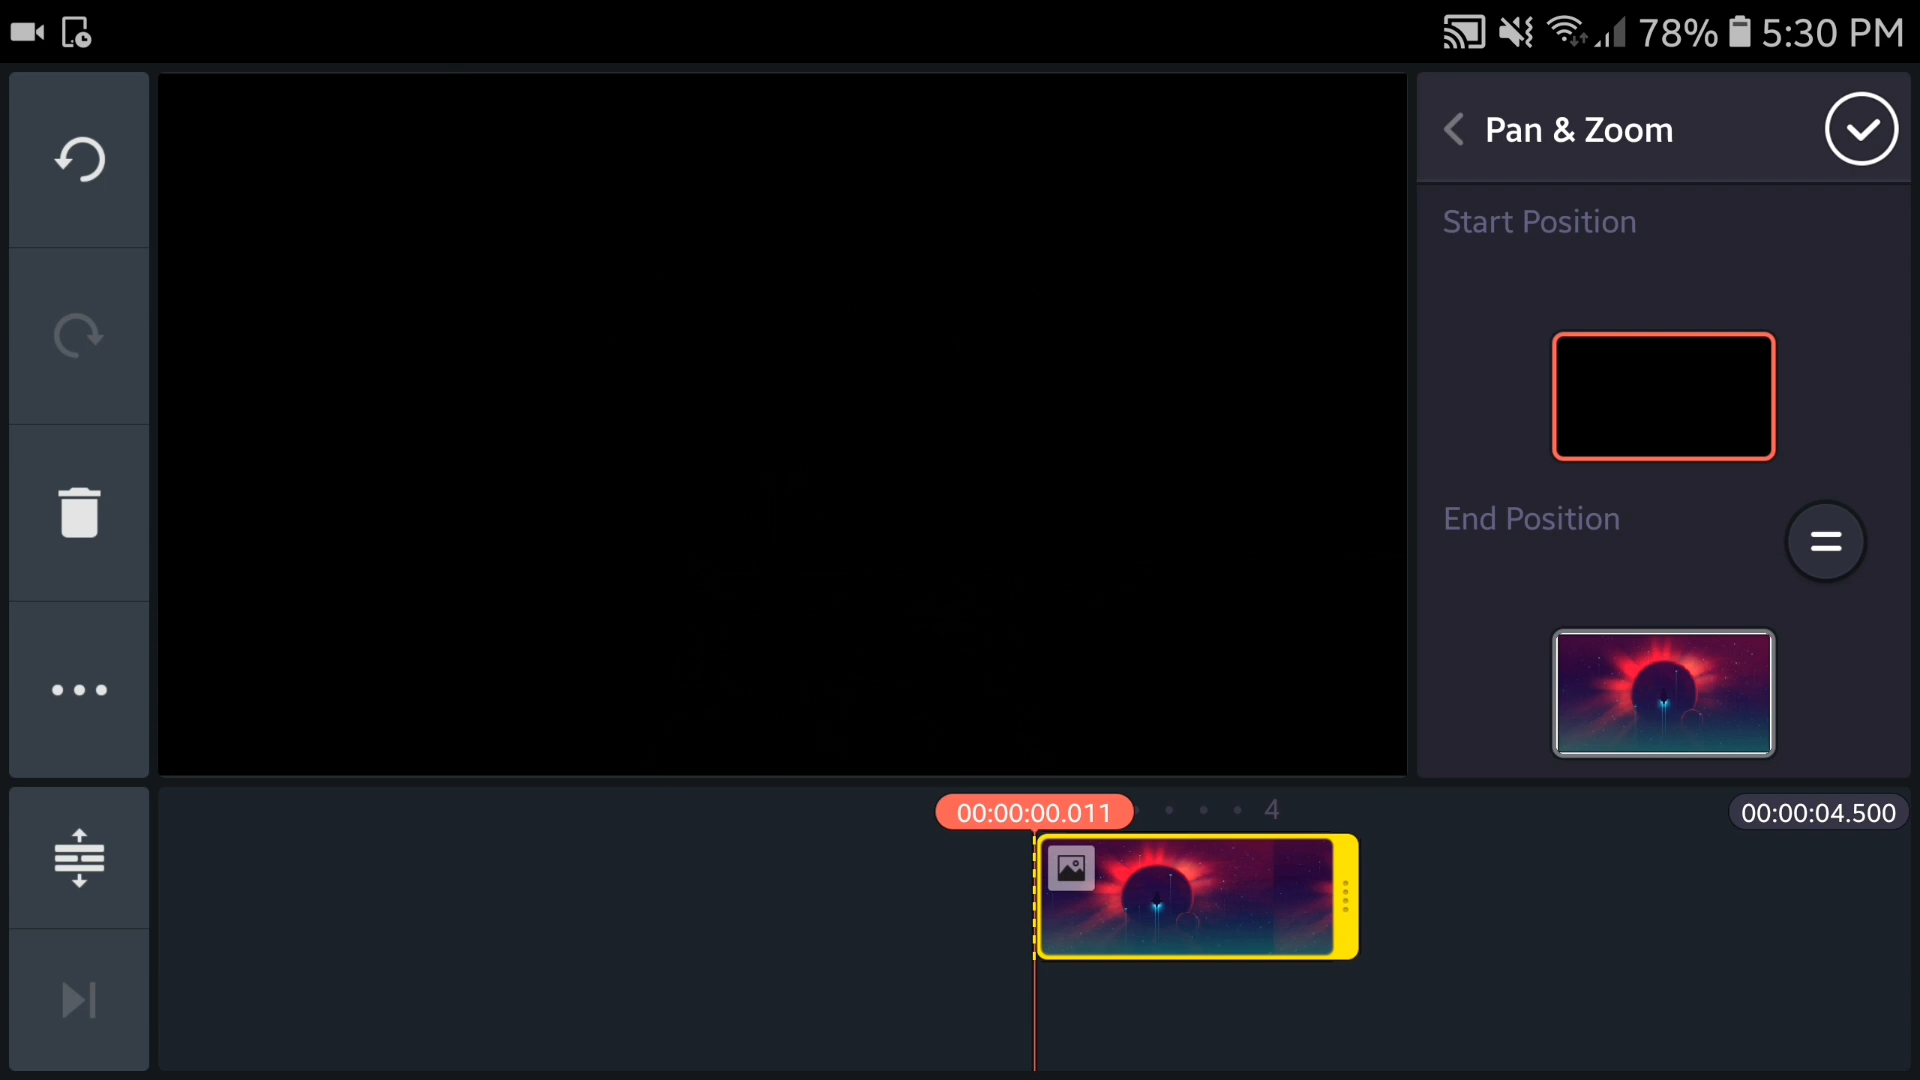 78% 5:30 PM
Pan & Zoom
Start Position
End Position
00:00:00.011
4
00:00:04.500